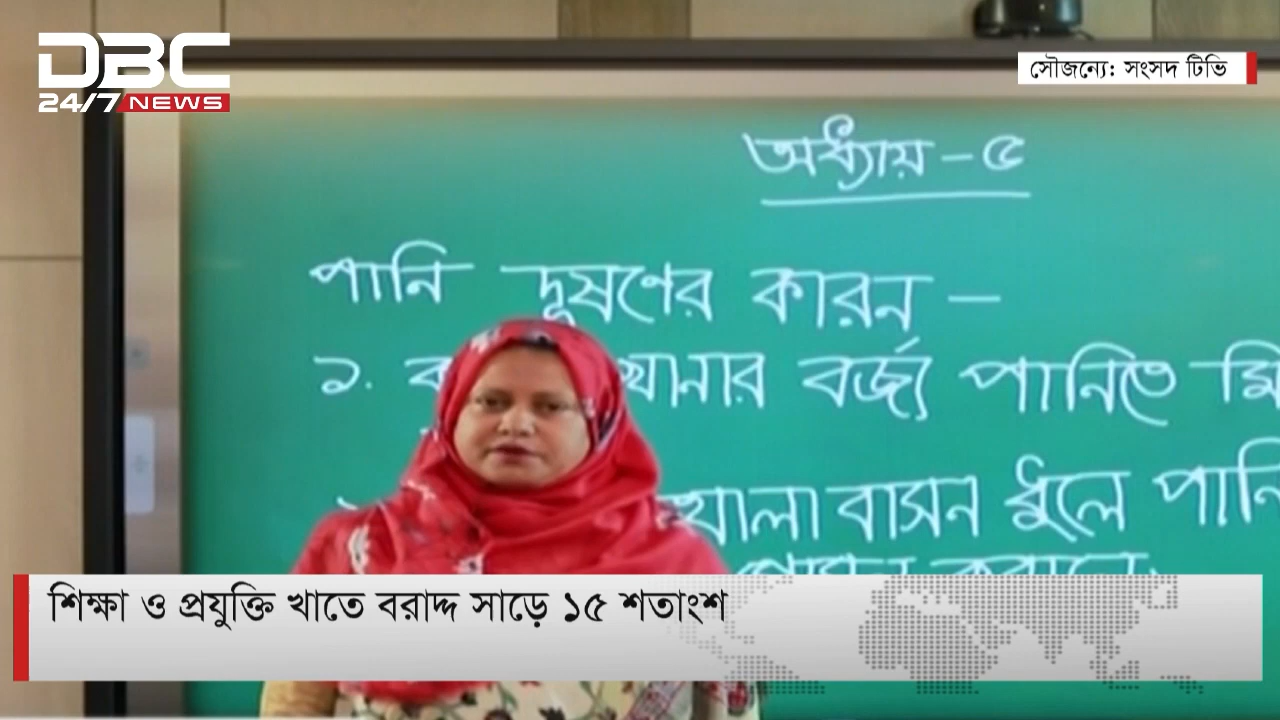 DBC
24/7 NEWS
সৌজন্যে: সংসদ টিভি
অধ্যায় - ৫
পানি দূষণের কারন -
১. খানার বর্জ্য পানিতে
থালা বাসন ধুলে পানি
শিক্ষা ও প্রযুক্তি খাতে বরাদ্দ সাড়ে ১৫ শতাংশ